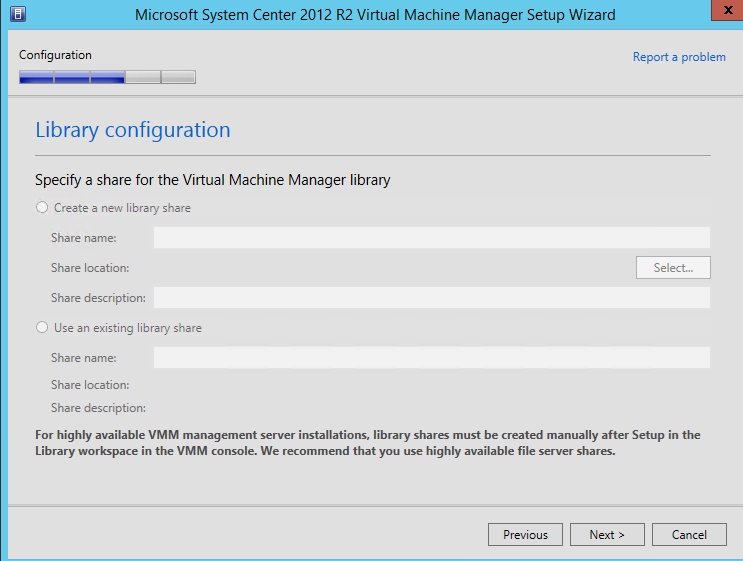 Microsoft System Center 2012 R2 Virtual Machine Manager Setup Wizard
x
Configuration
Report a problem
Library configuration
Specify a share for the Virtual Machine Manager library
Create a new library share
Share name:
Share location:
Select...
Share description:
Use an existing library share
Share name:
Share location:
Share description:
For highly available VMM management server installations, library shares must be created manually after Setup in the
Library workspace in the VMM console. We recommend that you use highly available file server shares.
Previous
Next >
Cancel